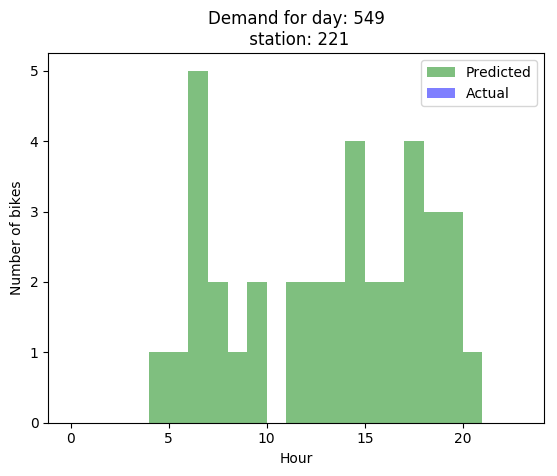 Demand for day: 549
station: 221
Predicted
Actual
Number of bikes
5
4
3
2
1
0
0 5 10 15 20
Hour